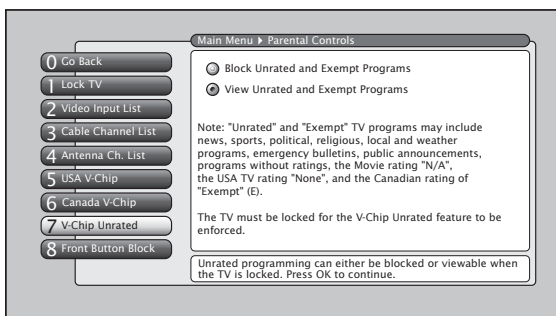 Main Menu ▶ Parental Controls
0 Go Back
1 Lock TV
2 Video Input List
3 Cable Channel List
4 Antenna Ch. List
5 USA V-Chip
6 Canada V-Chip
7 V-Chip Unrated
8 Front Button Block
Block Unrated and Exempt Programs
View Unrated and Exempt Programs
Note: "Unrated" and "Exempt" TV programs may include
news, sports, political, religious, local and weather
programs, emergency bulletins, public announcements,
programs without ratings, the Movie rating "N/A",
the USA TV rating "None", and the Canadian rating of
"Exempt" (E).
The TV must be locked for the V-Chip Unrated feature to be
enforced.
Unrated programming can either be blocked or viewable when
the TV is locked. Press OK to continue.